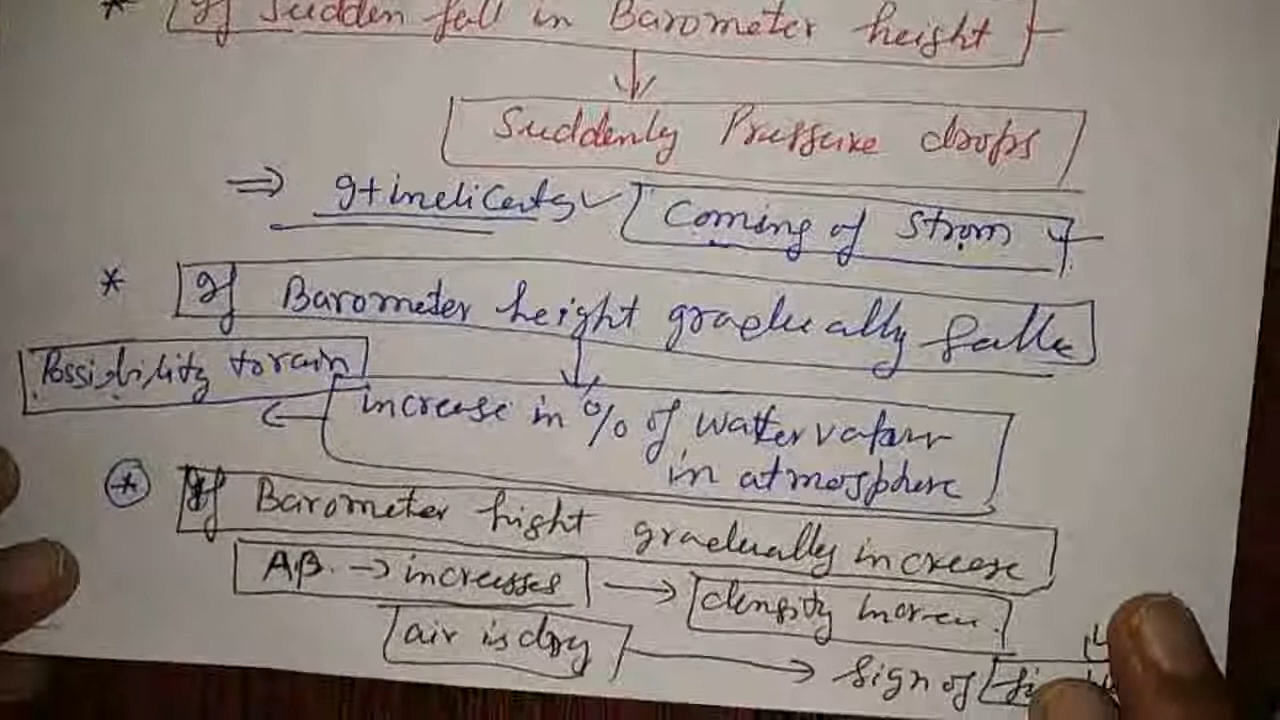 * If Sudden fall in Barometer height
Suddenly Pressure drops
⇒ It indicates Coming of Strom
* If Barometer height gradually falls
Possibility to rain
increase in % of water vapour
in atmosphere
* If Barometer hight gradually increase
A.P. → increases → density increa.
air is dry → Sign of